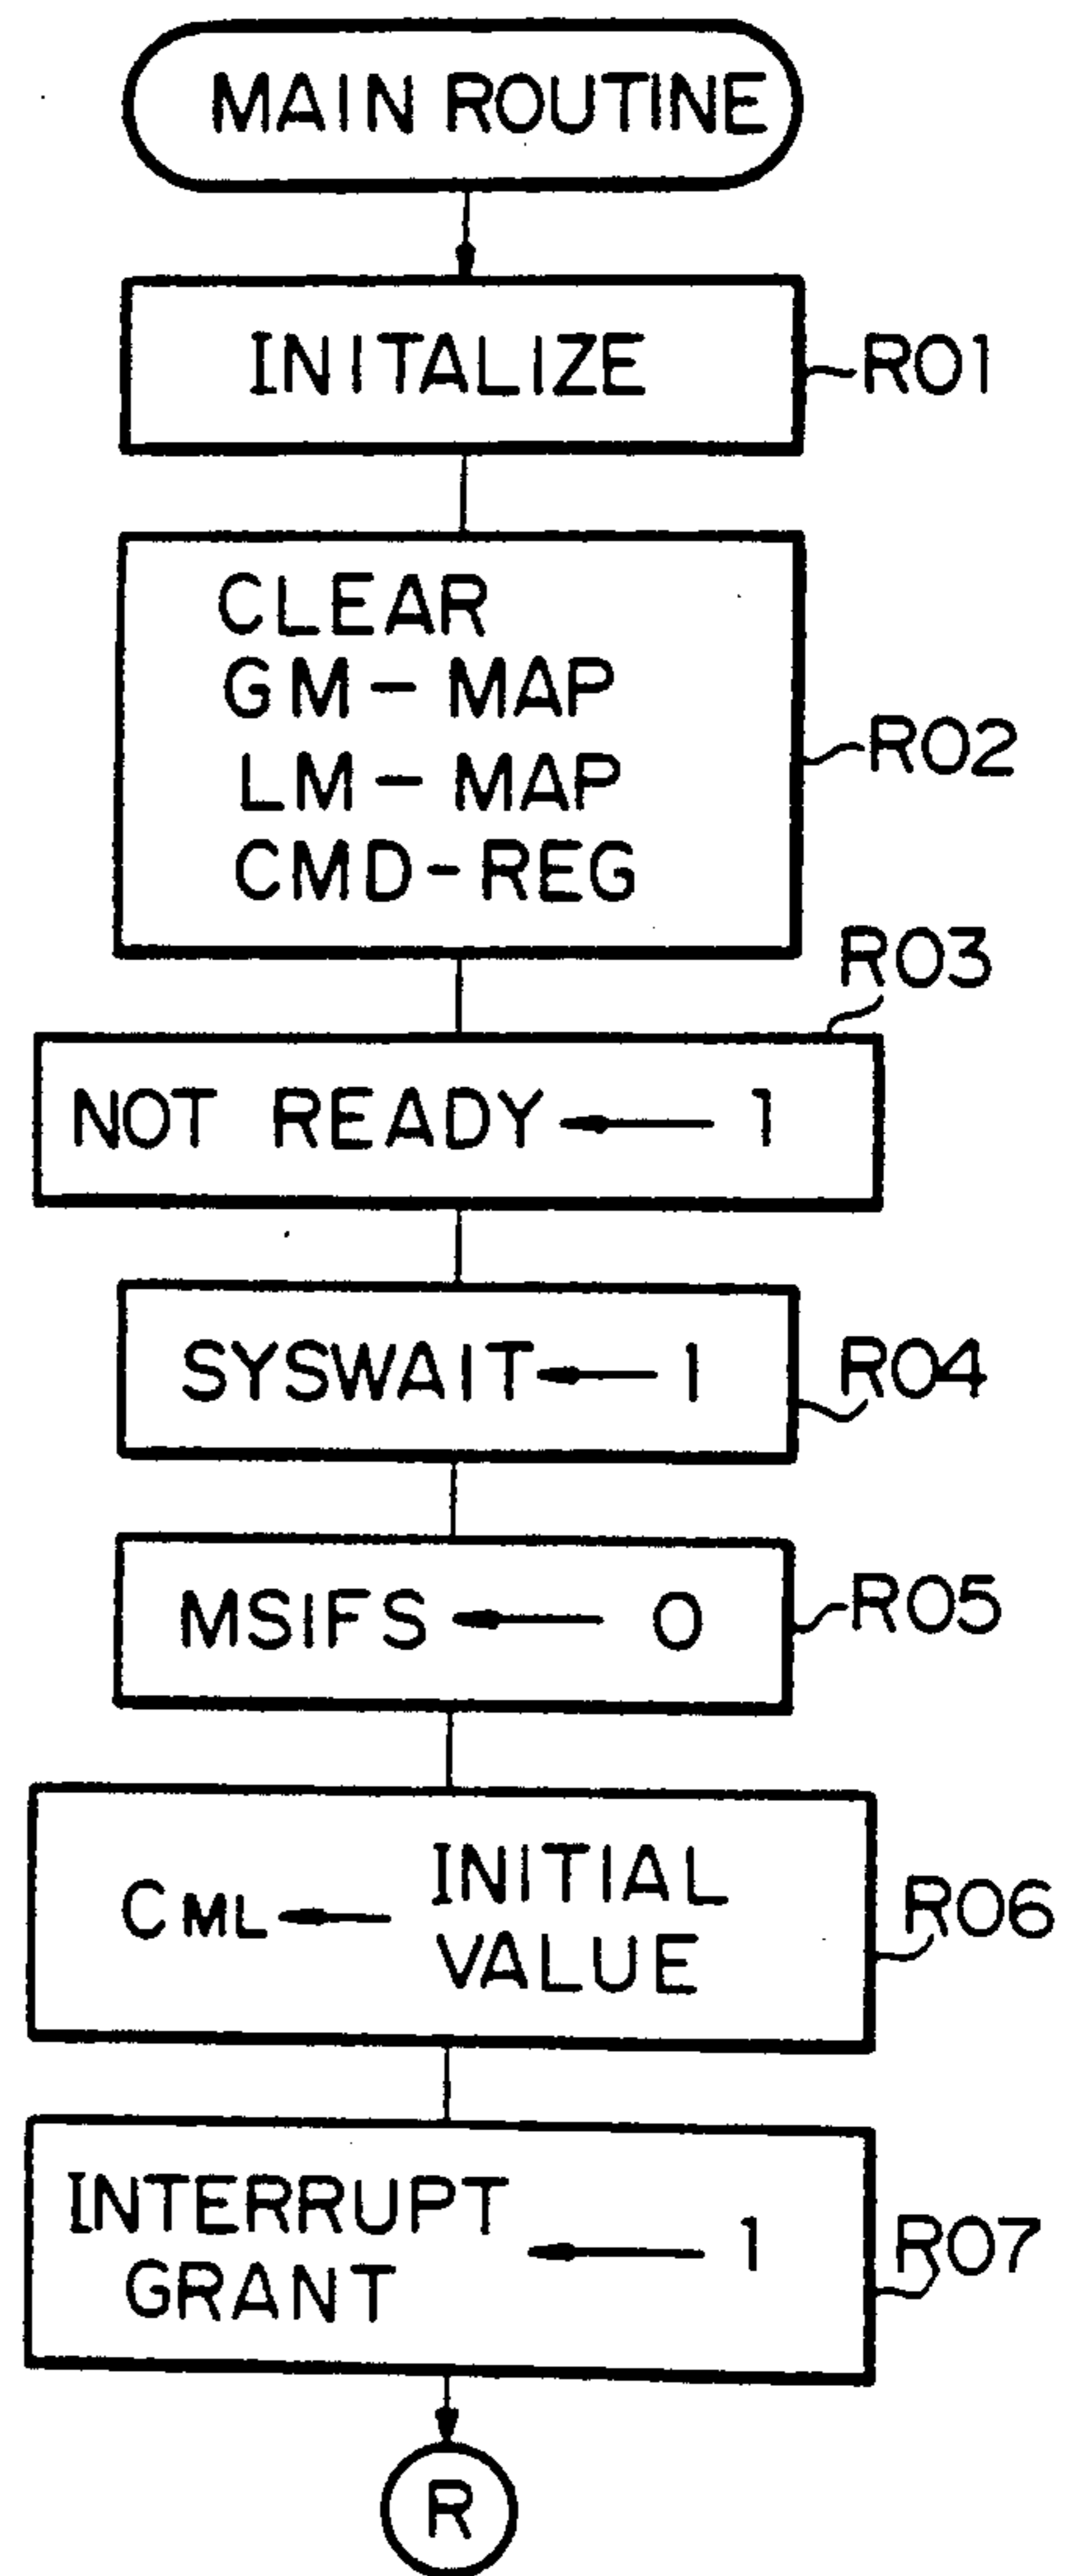 MAIN ROUTINE
INITALIZE
R01
CLEAR
GM-MAP
LM-MAP
CMD-REG
R02
R03
NOT READY ← 1
SYSWAIT ← 1
R04
MSIFS ← 0
R05
CML ← INITIAL
VALUE
R06
INTERRUPT
GRANT ← 1
R07
R